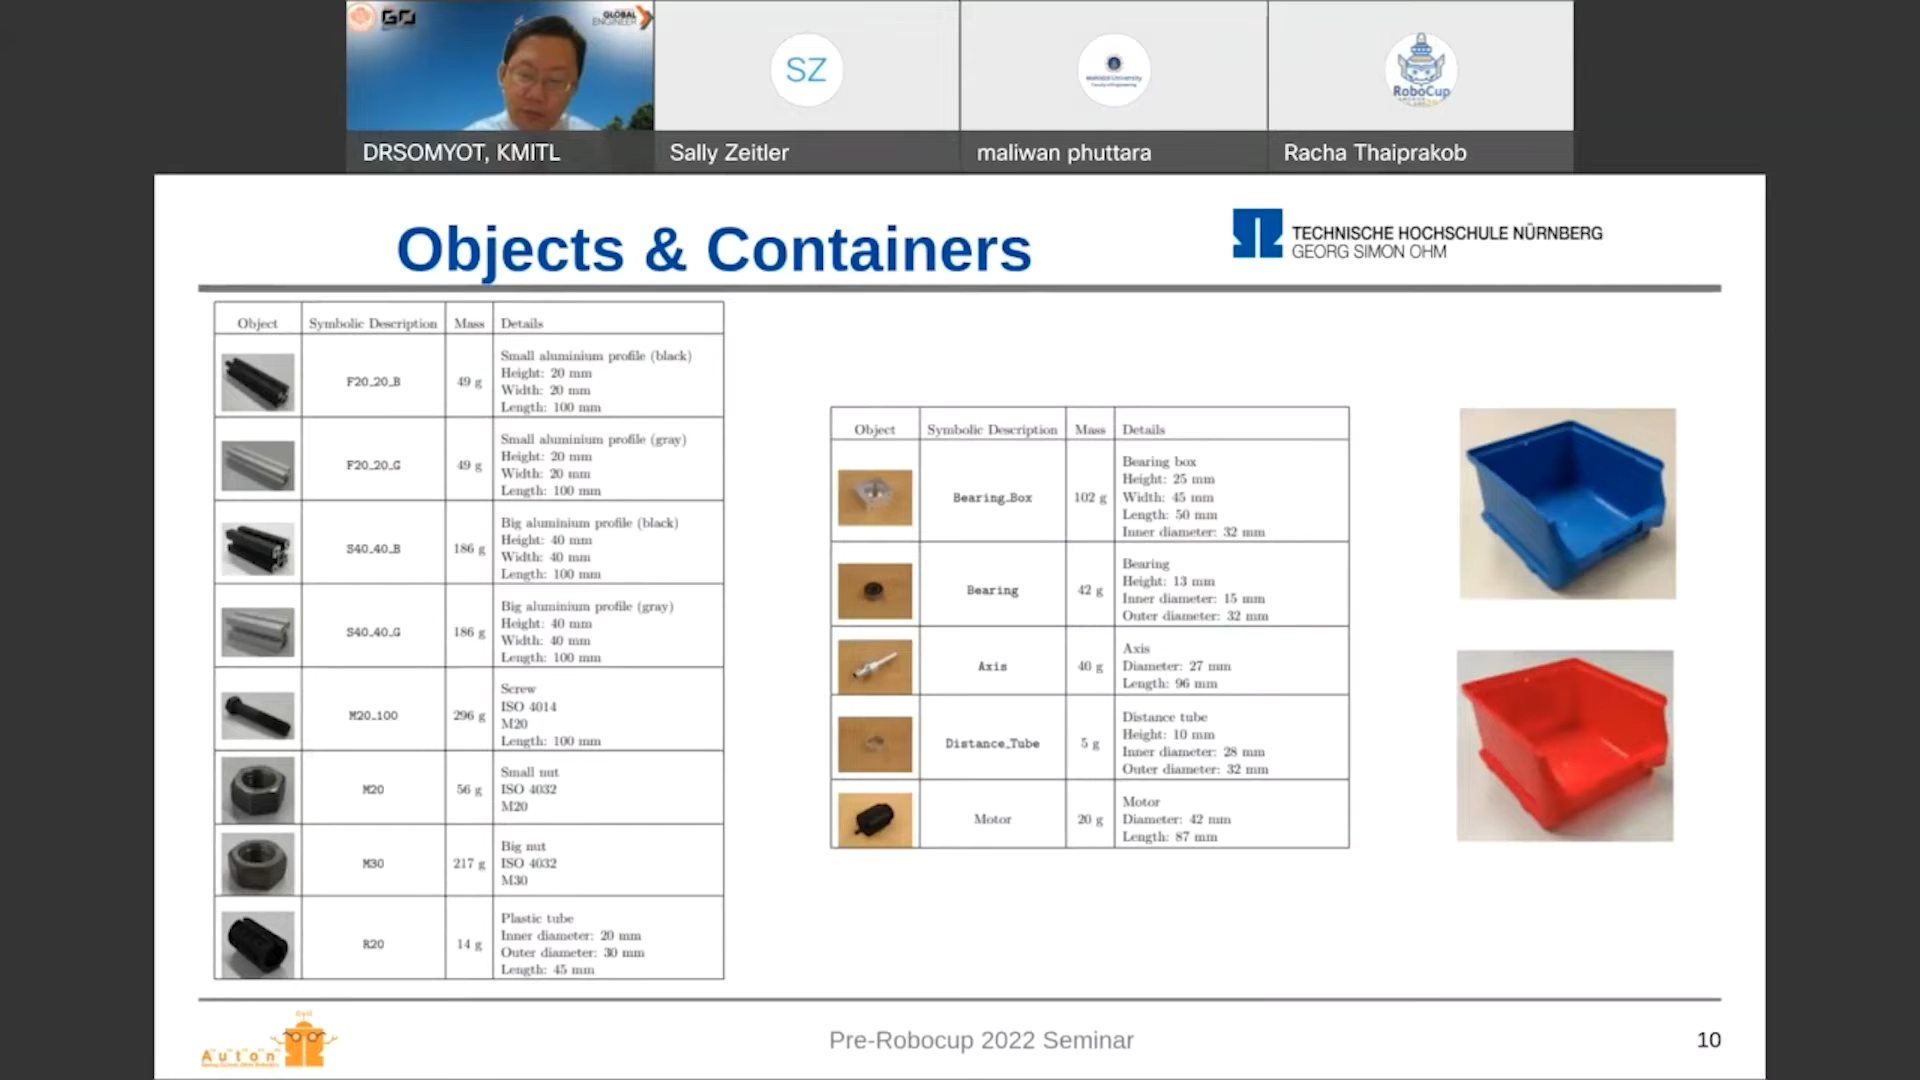 GO
GLOBAL
ENGINEER
SZ
Mahidol University
Faculty of Engineering
RoboCup
DRSOMYOT, KMITL
Sally Zeitler
maliwan phuttara
Racha Thaiprakob
Objects & Containers
TECHNISCHE HOCHSCHULE NÜRNBERG
GEORG SIMON OHM
Object Symbolic Description Mass Details
F20_20_B 49 g
Small aluminium profile (black)
Height: 20 mm
Width: 20 mm
Length: 100 mm
F20_20_G 49 g
Small aluminium profile (gray)
Height: 20 mm
Width: 20 mm
Length: 100 mm
S40_40_B 186 g
Big aluminium profile (black)
Height: 40 mm
Width: 40 mm
Length: 100 mm
S40_40_G 186 g
Big aluminium profile (gray)
Height: 40 mm
Width: 40 mm
Length: 100 mm
M20_100 296 g
Screw
ISO 4014
M20
Length: 100 mm
M20 56 g
Small nut
ISO 4032
M20
M30 217 g
Big nut
ISO 4032
M30
R20 14 g
Plastic tube
Inner diameter: 20 mm
Outer diameter: 30 mm
Length: 45 mm
Object Symbolic Description Mass Details
Bearing_Box 102 g
Bearing box
Height: 25 mm
Width: 45 mm
Length: 50 mm
Inner diameter: 32 mm
Bearing 42 g
Bearing
Height: 13 mm
Inner diameter: 15 mm
Outer diameter: 32 mm
Axis 40 g
Axis
Diameter: 27 mm
Length: 96 mm
Distance_Tube 5 g
Distance tube
Height: 10 mm
Inner diameter: 28 mm
Outer diameter: 32 mm
Motor 20 g
Motor
Diameter: 42 mm
Length: 87 mm
Auton
Pre-Robocup 2022 Seminar
10